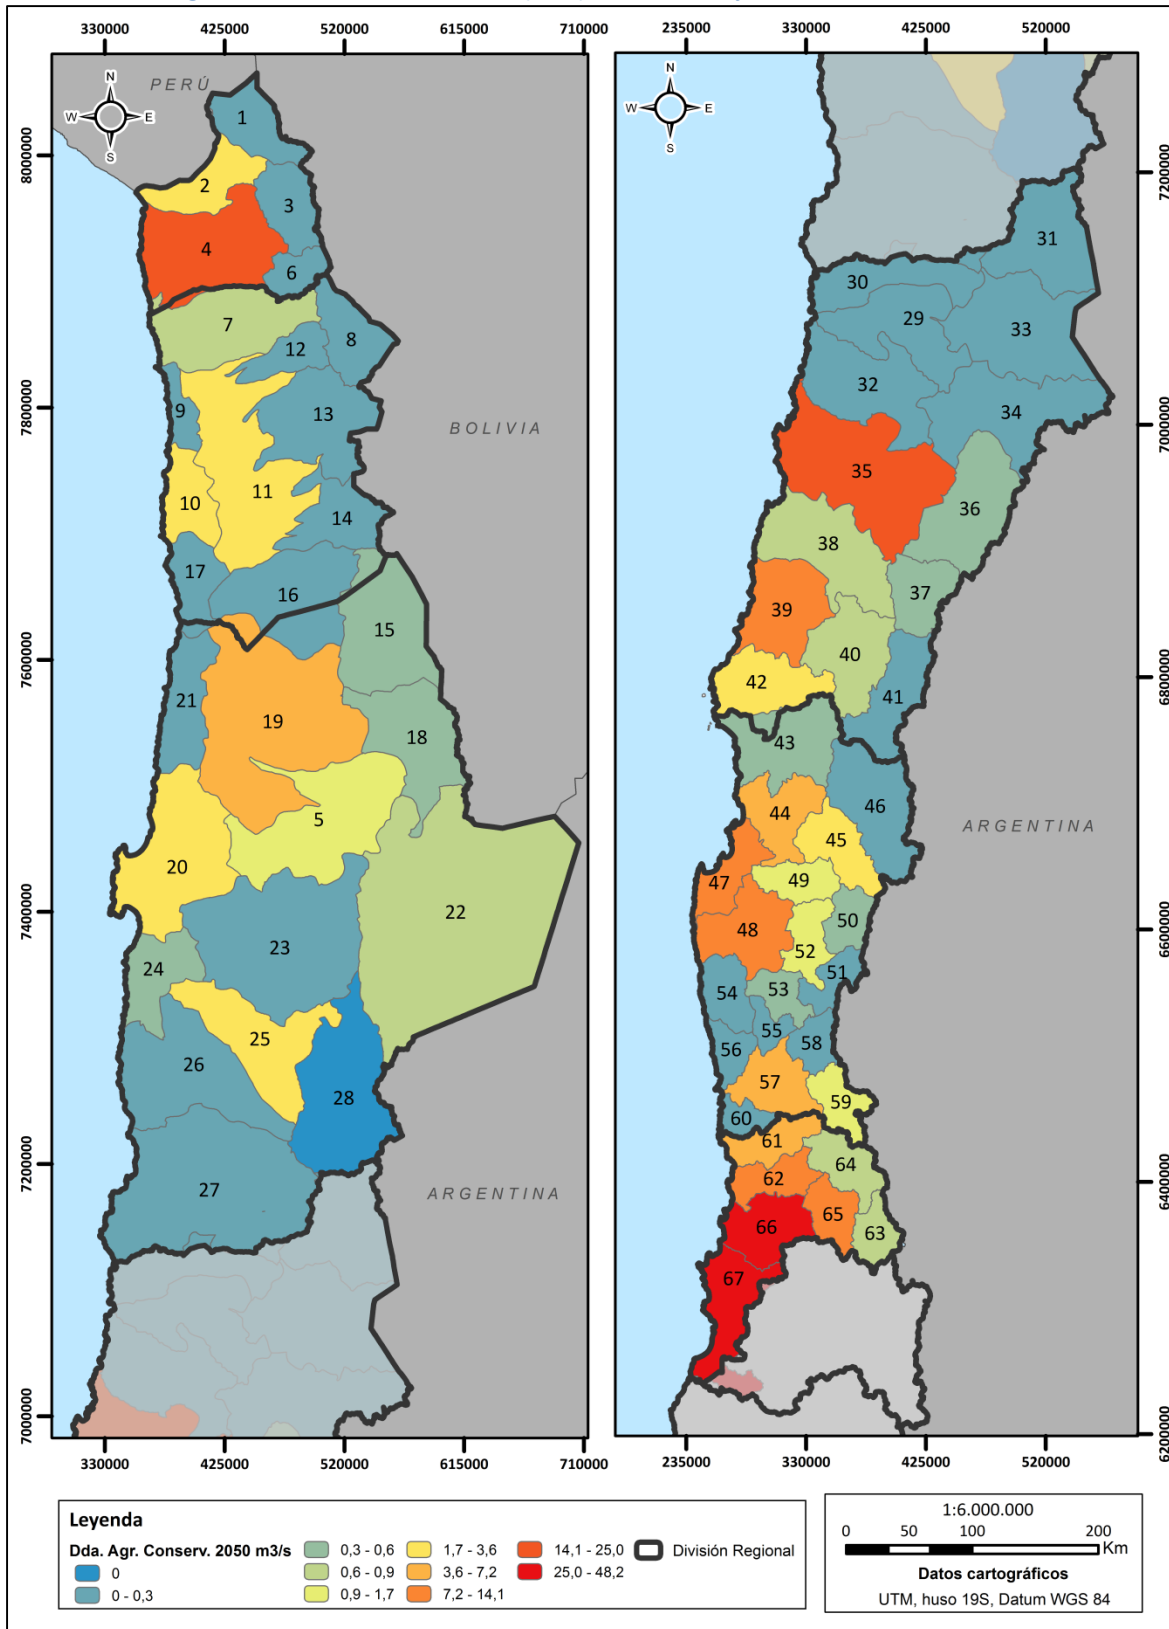 330000 425000 520000 615000 710000
235000 330000 425000 520000
8000000
7800000
7600000
7400000
7200000
7000000
N
W E
S
PERÚ
BOLIVIA
ARGENTINA
1
2
3
4
6
7
8
12
9
13
11
10
14
17
16
15
21
19
18
5
20
22
23
24
25
26
28
27
330000 425000 520000 615000 710000
N
W E
S
7200000
7000000
6800000
6600000
6400000
6200000
ARGENTINA
31
30
29
33
32
34
35
36
38
37
39
40
42
41
43
46
44
45
47
49
48
50
52
51
54
53
55
56
58
57
59
60
61
64
62
66
65
63
67
235000 330000 425000 520000
Leyenda
Dda. Agr. Conserv. 2050 m3/s
0
0 - 0,3
0,3 - 0,6
0,6 - 0,9
0,9 - 1,7
1,7 - 3,6
3,6 - 7,2
7,2 - 14,1
14,1 - 25,0
25,0 - 48,2
División Regional
1:6.000.000
0 50 100 200
Km
Datos cartográficos
UTM, huso 19S, Datum WGS 84